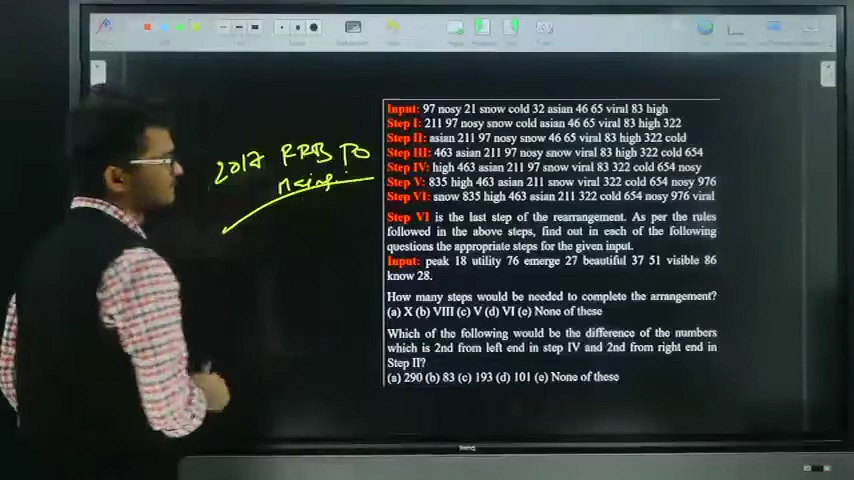 2017 RRB PO
Mains
Input: 97 nosy 21 snow cold 32 asian 46 65 viral 83 high
Step I: 211 97 nosy snow cold asian 46 65 viral 83 high 322
Step II: asian 211 97 nosy snow 46 65 viral 83 high 322 cold
Step III: 463 asian 211 97 nosy snow viral 83 high 322 cold 654
Step IV: high 463 asian 211 97 snow viral 83 322 cold 654 nosy
Step V: 835 high 463 asian 211 snow viral 322 cold 654 nosy 976
Step VI: snow 835 high 463 asian 211 322 cold 654 nosy 976 viral
Step VI is the last step of the rearrangement. As per the rules
followed in the above steps, find out in each of the following
questions the appropriate steps for the given input.
Input: peak 18 utility 76 emerge 27 beautiful 37 51 visible 86
know 28.
How many steps would be needed to complete the arrangement?
(a) X (b) VIII (c) V (d) VI (e) None of these
Which of the following would be the difference of the numbers
which is 2nd from left end in step IV and 2nd from right end in
Step II?
(a) 290 (b) 83 (c) 193 (d) 101 (e) None of these